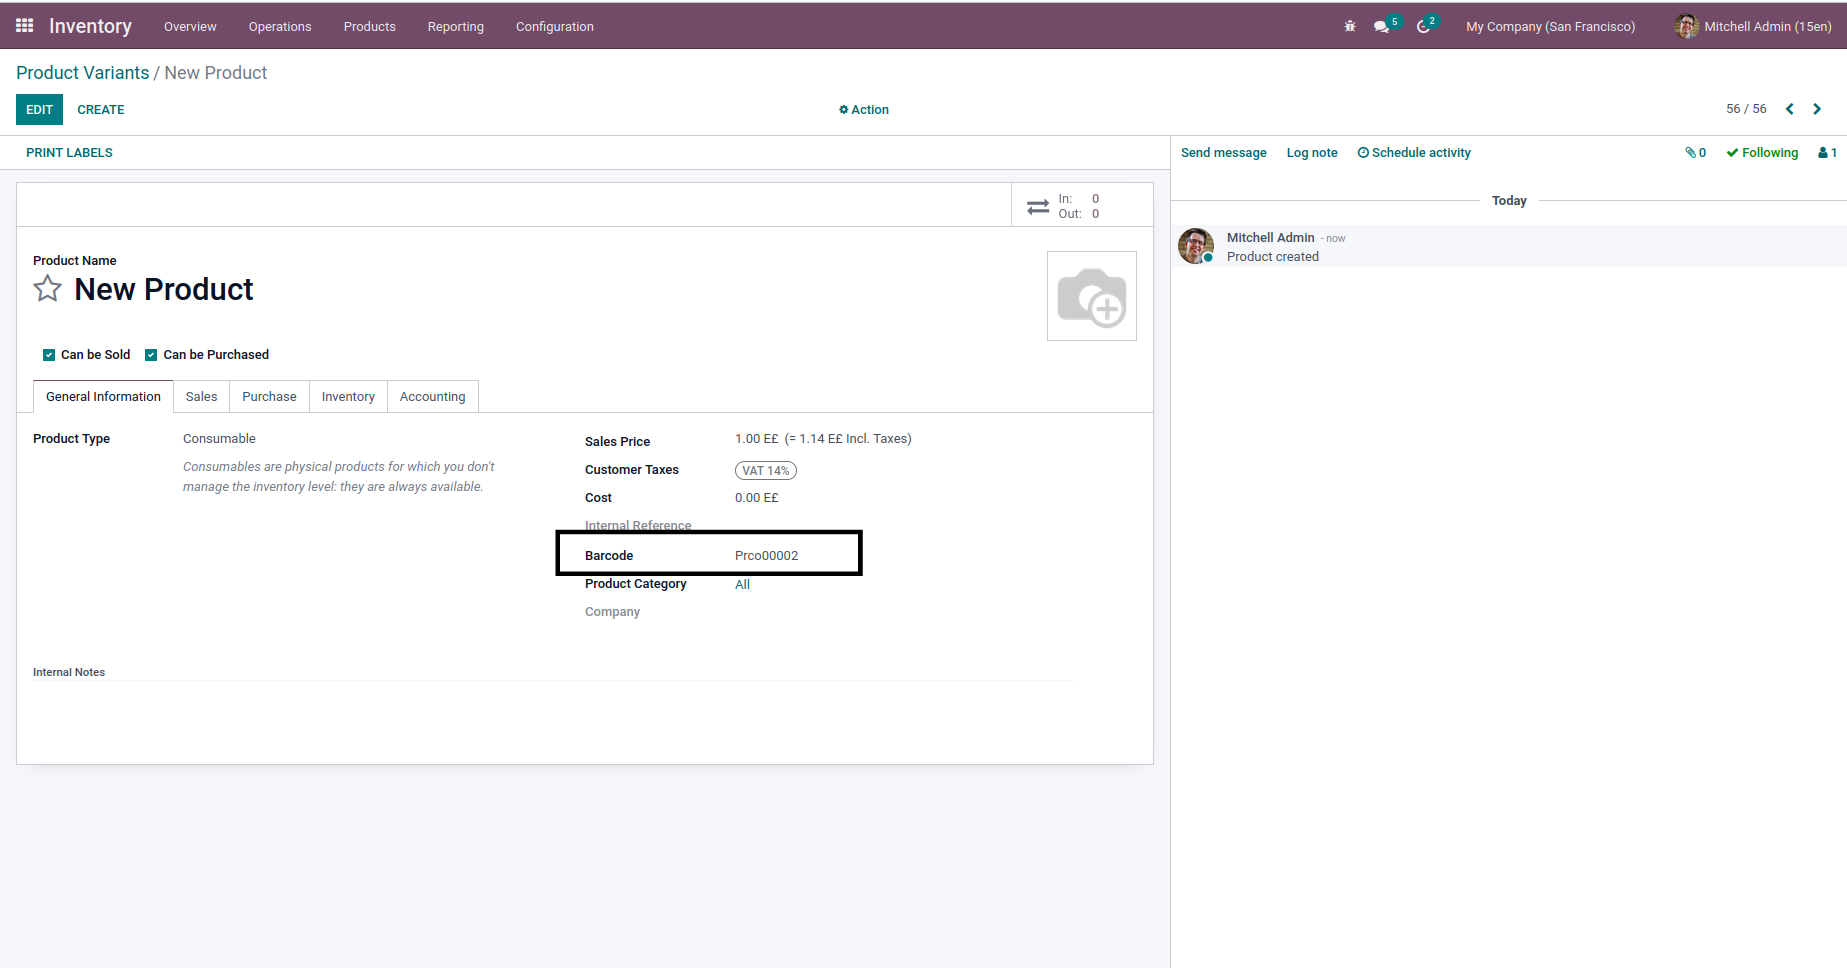 Inventory Overview Operations Products Reporting Configuration 5 2 My Company (San Francisco) Mitchell Admin (15en)
Product Variants / New Product
EDIT CREATE Action 56 / 56
PRINT LABELS
Send message Log note Schedule activity 0 Following 1
In: 0
Out: 0
Today
Mitchell Admin - now
Product created
Product Name
New Product
Can be Sold Can be Purchased
General Information Sales Purchase Inventory Accounting
Product Type Consumable
Consumables are physical products for which you don't
manage the inventory level: they are always available.
Sales Price 1.00 E£ (= 1.14 E£ Incl. Taxes)
Customer Taxes VAT 14%
Cost 0.00 E£
Internal Reference
Barcode Prco00002
Product Category All
Company
Internal Notes